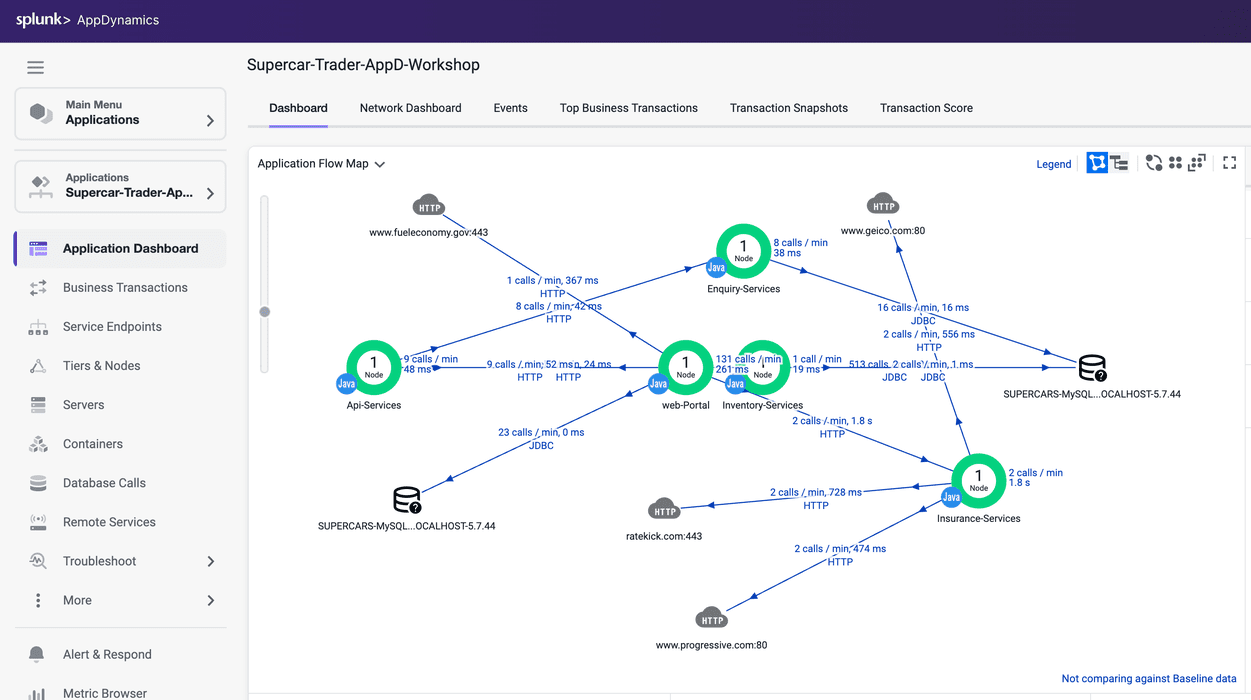 splunk> AppDynamics
Main Menu
Applications
Applications
Supercar-Trader-Ap...
Application Dashboard
Business Transactions
Service Endpoints
Tiers & Nodes
Servers
Containers
Database Calls
Remote Services
Troubleshoot
More
Alert & Respond
Metric Browser
Supercar-Trader-AppD-Workshop
Dashboard
Network Dashboard
Events
Top Business Transactions
Transaction Snapshots
Transaction Score
Application Flow Map
Legend
HTTP
www.fueleconomy.gov:443
HTTP
www.geico.com:80
1
Node
Java
8 calls / min
38 ms
Enquiry-Services
1 calls / min, 367 ms
HTTP
8 calls / min, 42 ms
HTTP
16 calls / min, 16 ms
JDBC
2 calls / min, 556 ms
HTTP
1
Node
Java
9 calls / min
48 ms
Api-Services
9 calls / min, 52 ms
HTTP
24 ms
HTTP
1
Node
Java
131 calls / min
261 ms
web-Portal
Node
Java
1 call / min
19 ms
Inventory-Services
513 calls
JDBC
2 calls / min, 1 ms
JDBC
SUPERCARS-MySQL...OCALHOST-5.7.44
2 calls / min, 1.8 s
HTTP
23 calls / min, 0 ms
JDBC
SUPERCARS-MySQL...OCALHOST-5.7.44
1
Node
Java
2 calls / min
1.8 s
Insurance-Services
2 calls / min, 728 ms
HTTP
HTTP
ratekick.com:443
2 calls / min, 474 ms
HTTP
HTTP
www.progressive.com:80
Not comparing against Baseline data